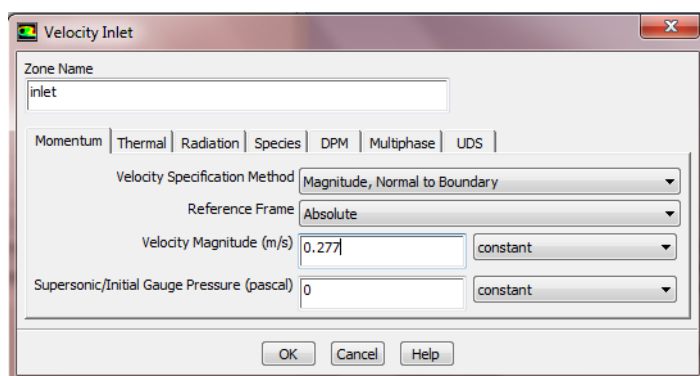 Velocity Inlet
Zone Name
inlet
Momentum Thermal Radiation Species DPM Multiphase UDS
Velocity Specification Method Magnitude, Normal to Boundary
Reference Frame Absolute
Velocity Magnitude (m/s) 0.277 constant
Supersonic/Initial Gauge Pressure (pascal) 0 constant
OK Cancel Help